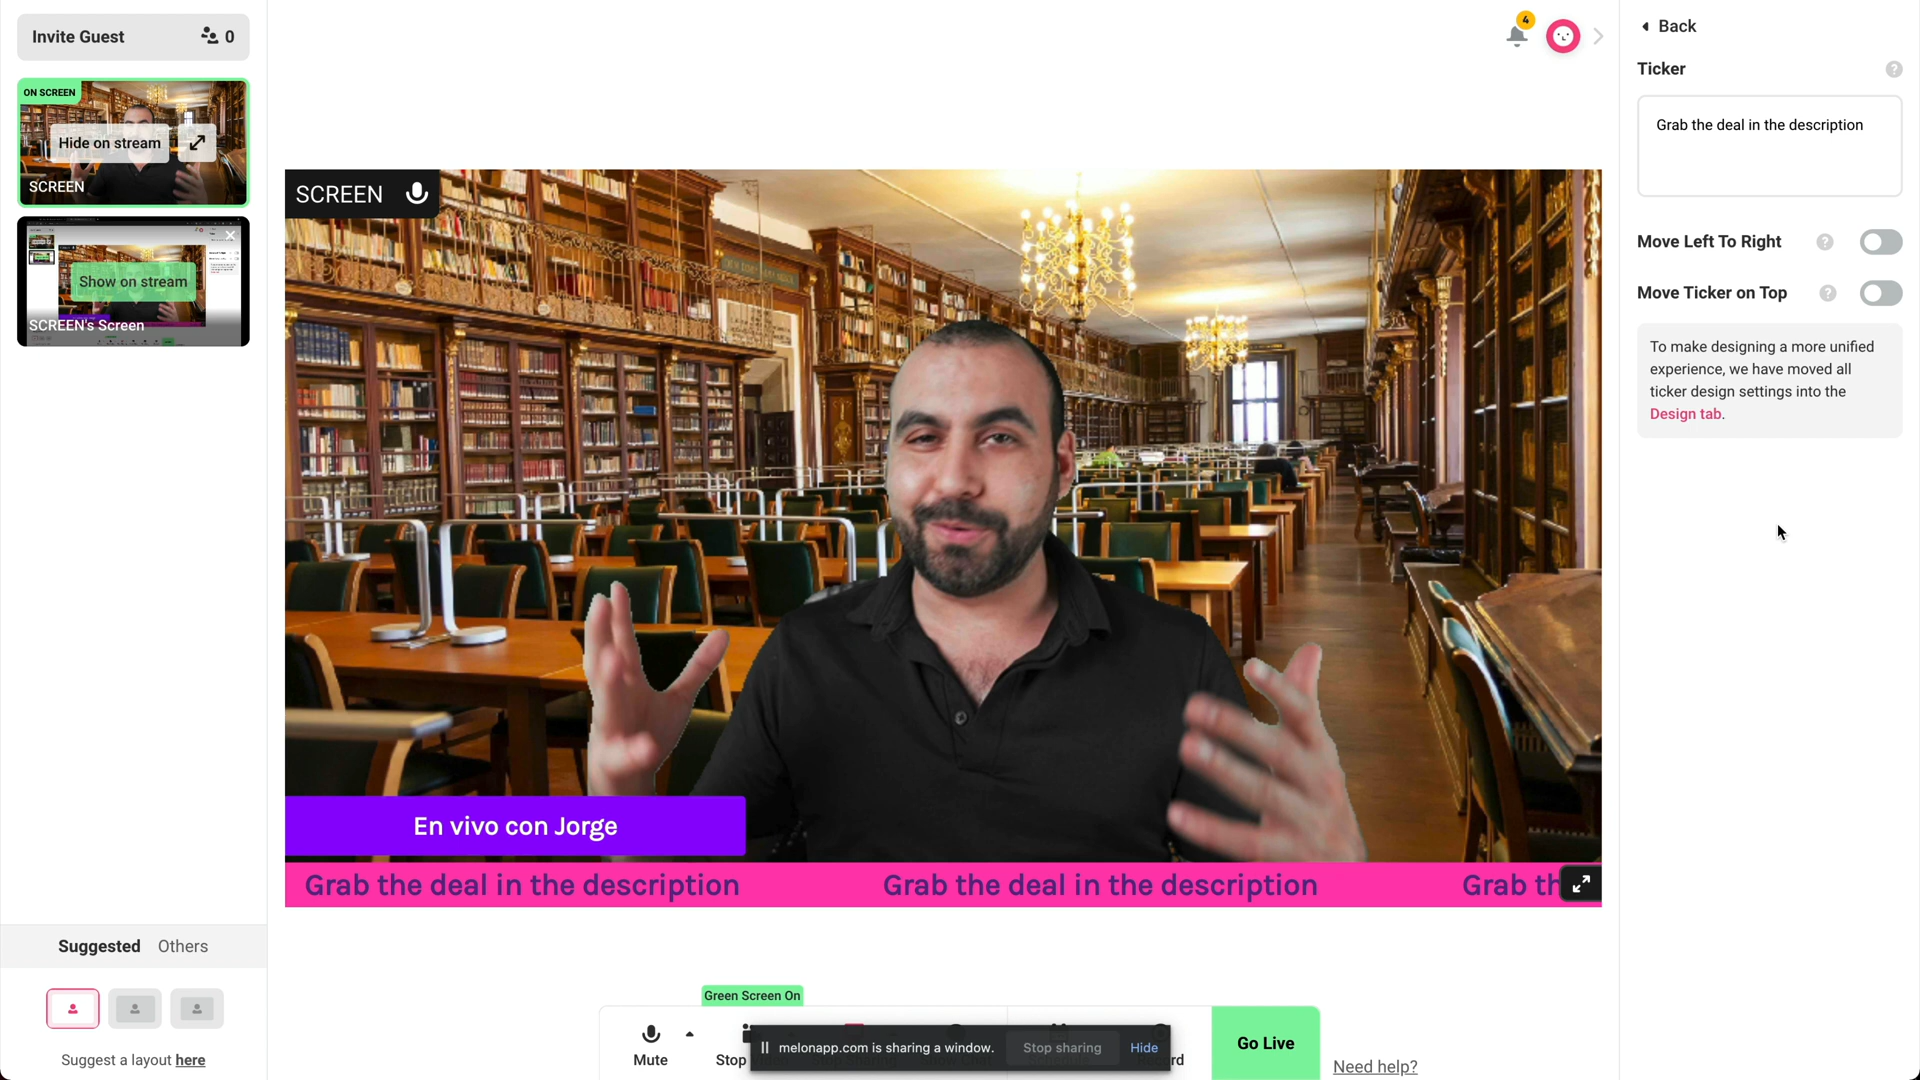 Invite Guest
0
ON SCREEN
Hide on stream
SCREEN
Show on stream
SCREEN's Screen
Suggested
Others
Suggest a layout here
4
SCREEN
En vivo con Jorge
Grab the deal in the description
Grab the deal in the description
Grab th
Green Screen On
Mute
Stop
melonapp.com is sharing a window.
Stop sharing
Hide
Go Live
Need help?
Back
Ticker
?
Grab the deal in the description
Move Left To Right
?
Move Ticker on Top
?
To make designing a more unified
experience, we have moved all
ticker design settings into the
Design tab.